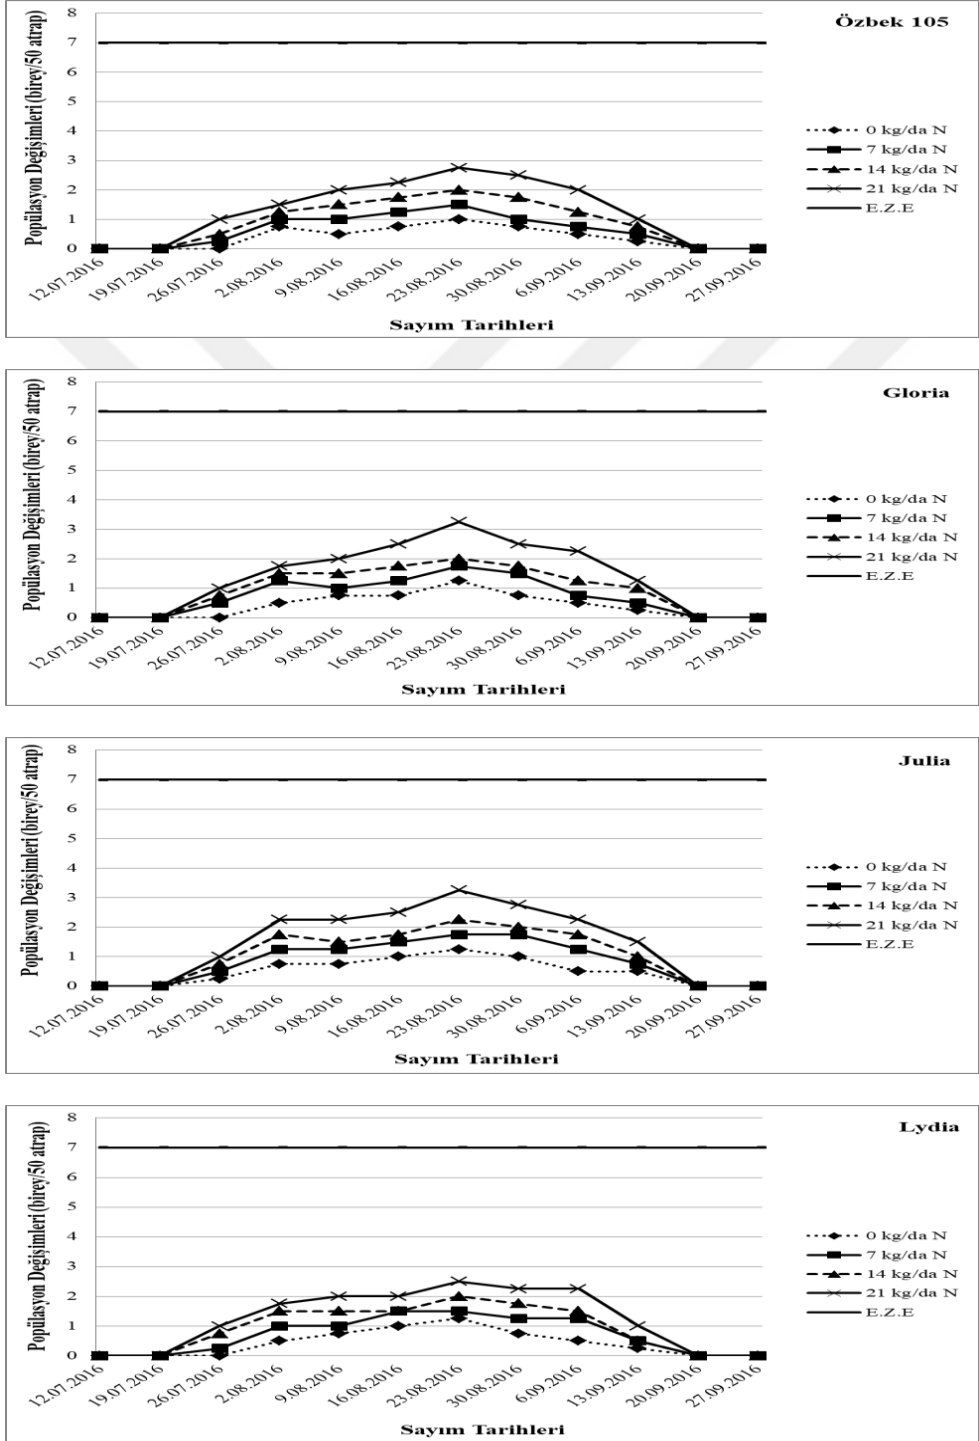 Özbek 105
Popülasyon Değişimleri (birey/50 atrap)
8
7
6
5
4
3
2
1
0
12.07.2016
19.07.2016
26.07.2016
2.08.2016
9.08.2016
16.08.2016
23.08.2016
30.08.2016
6.09.2016
13.09.2016
20.09.2016
27.09.2016
Sayım Tarihleri
0 kg/da N
7 kg/da N
14 kg/da N
21 kg/da N
E.Z.E
Gloria
Popülasyon Değişimleri (birey/50 atrap)
8
7
6
5
4
3
2
1
0
12.07.2016
19.07.2016
26.07.2016
2.08.2016
9.08.2016
16.08.2016
23.08.2016
30.08.2016
6.09.2016
13.09.2016
20.09.2016
27.09.2016
Sayım Tarihleri
0 kg/da N
7 kg/da N
14 kg/da N
21 kg/da N
E.Z.E
Julia
Popülasyon Değişimleri (birey/50 atrap)
8
7
6
5
4
3
2
1
0
12.07.2016
19.07.2016
26.07.2016
2.08.2016
9.08.2016
16.08.2016
23.08.2016
30.08.2016
6.09.2016
13.09.2016
20.09.2016
27.09.2016
Sayım Tarihleri
0 kg/da N
7 kg/da N
14 kg/da N
21 kg/da N
E.Z.E
Lydia
Popülasyon Değişimleri (birey/50 atrap)
8
7
6
5
4
3
2
1
0
12.07.2016
19.07.2016
26.07.2016
2.08.2016
9.08.2016
16.08.2016
23.08.2016
30.08.2016
6.09.2016
13.09.2016
20.09.2016
27.09.2016
Sayım Tarihleri
0 kg/da N
7 kg/da N
14 kg/da N
21 kg/da N
E.Z.E